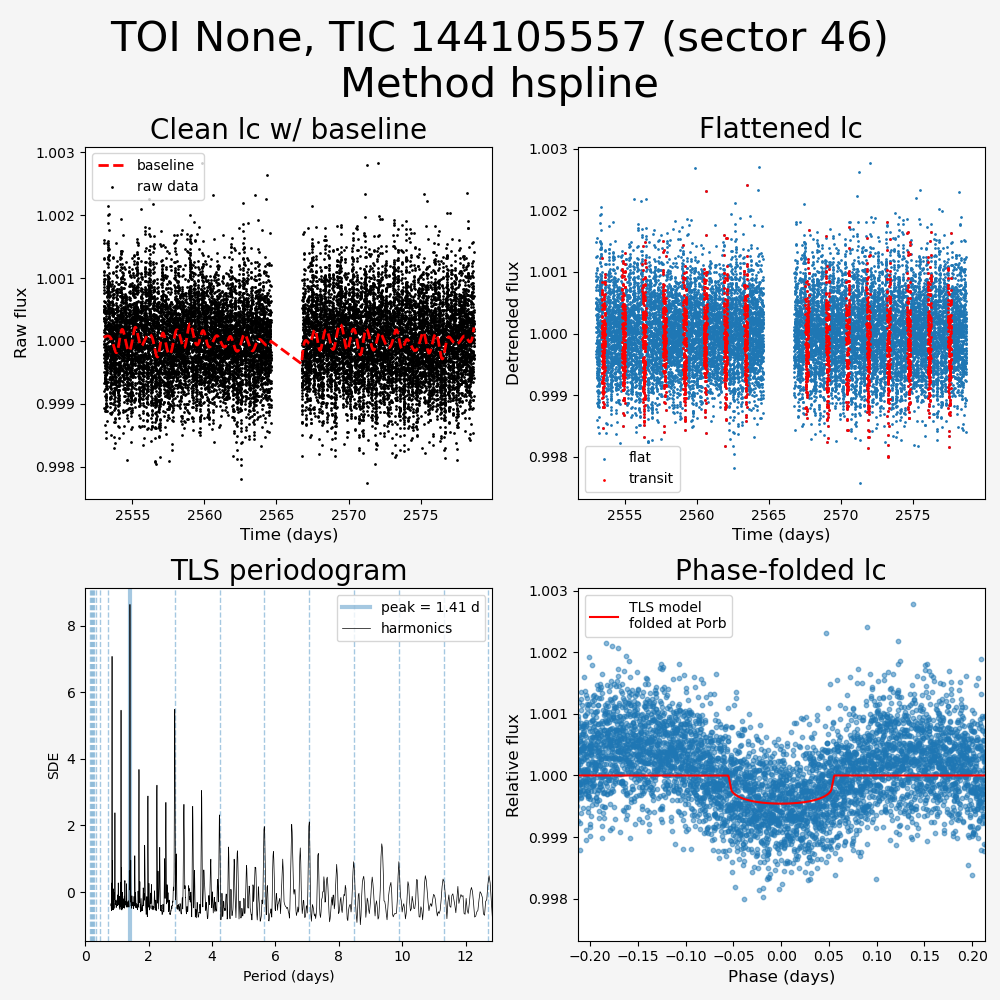 TOI None, TIC 144105557 (sector 46)
Method hspline
Clean lc w/ baseline
Flattened lc
1.003
1.002
1.001
1.000
0.999
0.998
Raw flux
baseline
raw data
2555
2560
2565
2570
2575
Time (days)
1.003
1.002
1.001
1.000
0.999
0.998
Detrended flux
flat
transit
2555
2560
2565
2570
2575
Time (days)
TLS periodogram
Phase-folded lc
8
6
4
2
0
SDE
peak = 1.41 d
harmonics
0
2
4
6
8
10
12
Period (days)
1.003
1.002
1.001
1.000
0.999
0.998
Relative flux
TLS model
folded at Porb
−0.20
−0.15
−0.10
−0.05
0.00
0.05
0.10
0.15
0.20
Phase (days)